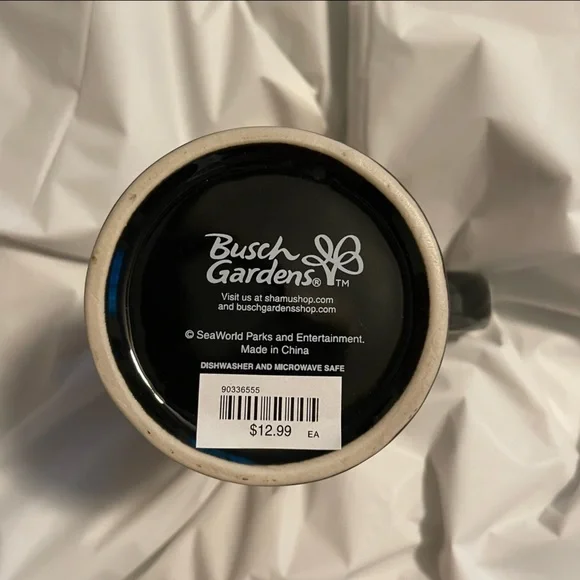 Busch
Gardens® ™
Visit us at shamushop.com
and buschgardensshop.com
© SeaWorld Parks and Entertainment.
Made in China
DISHWASHER AND MICROWAVE SAFE
90336555
$12.99 EA